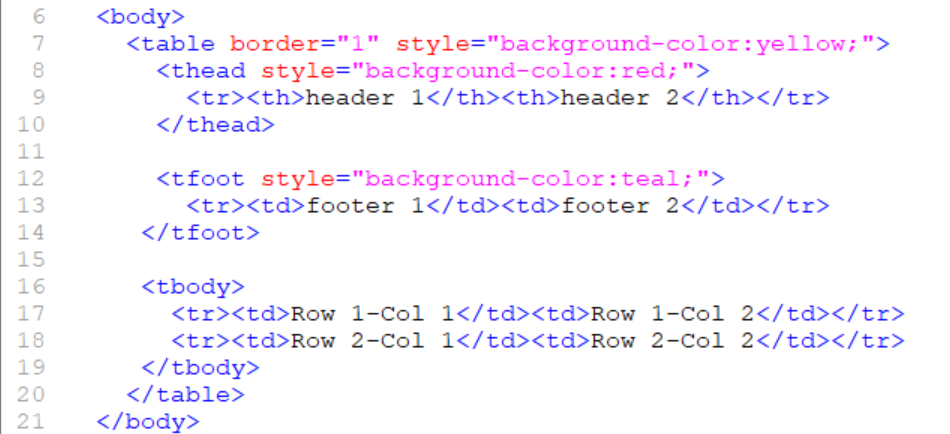 6 <body>
7 <table border="1" style="background-color:yellow;">
8 <thead style="background-color:red;">
9 <tr><th>header 1</th><th>header 2</th></tr>
10 </thead>
11
12 <tfoot style="background-color:teal;">
13 <tr><td>footer 1</td><td>footer 2</td></tr>
14 </tfoot>
15
16 <tbody>
17 <tr><td>Row 1-Col 1</td><td>Row 1-Col 2</td></tr>
18 <tr><td>Row 2-Col 1</td><td>Row 2-Col 2</td></tr>
19 </tbody>
20 </table>
21 </body>